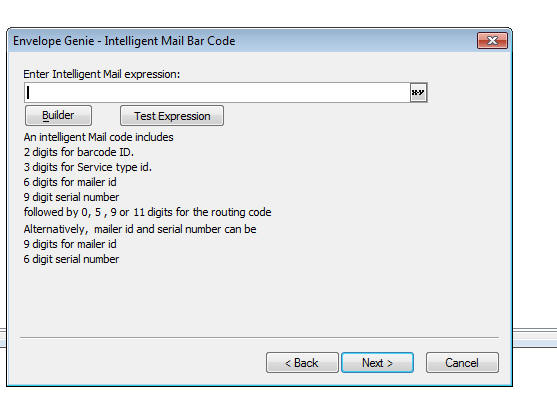 Envelope Genie - Intelligent Mail Bar Code
Enter Intelligent Mail expression:
x-y
Builder Test Expression
An intelligent Mail code includes
2 digits for barcode ID.
3 digits for Service type id.
6 digits for mailer id
9 digit serial number
followed by 0, 5 , 9 or 11 digits for the routing code
Alternatively, mailer id and serial number can be
9 digits for mailer id
6 digit serial number
< Back Next > Cancel